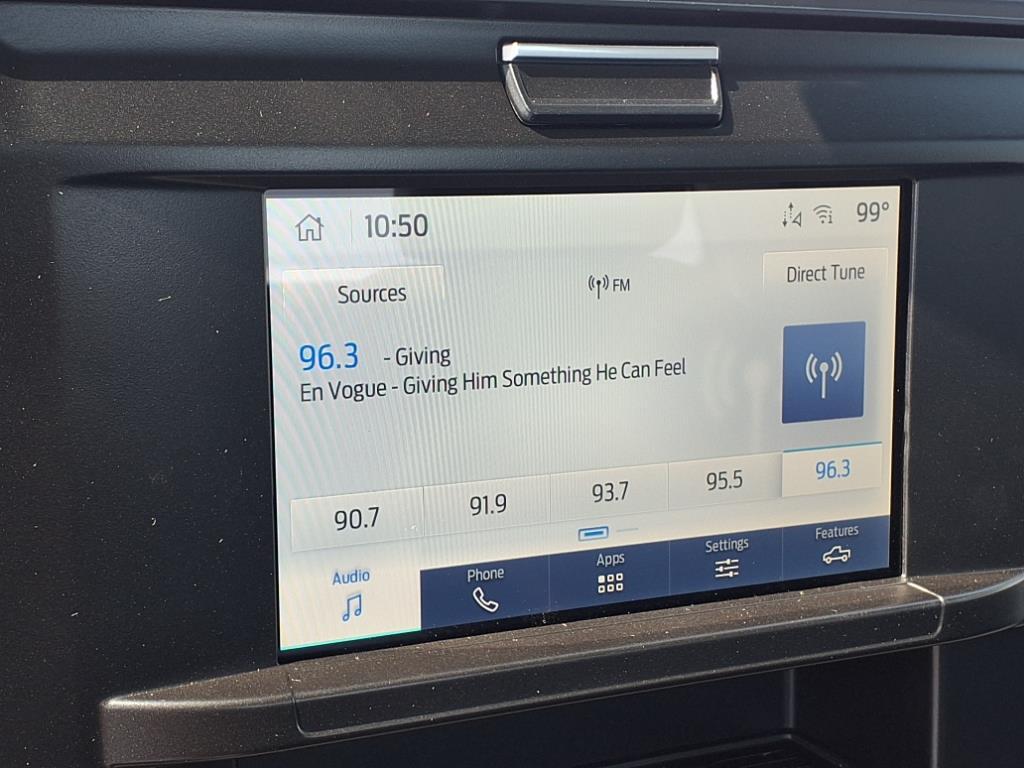 10:50
99°
Sources
FM
Direct Tune
96.3 - Giving
En Vogue - Giving Him Something He Can Feel
90.7 91.9 93.7 95.5 96.3
Audio Phone Apps Settings Features